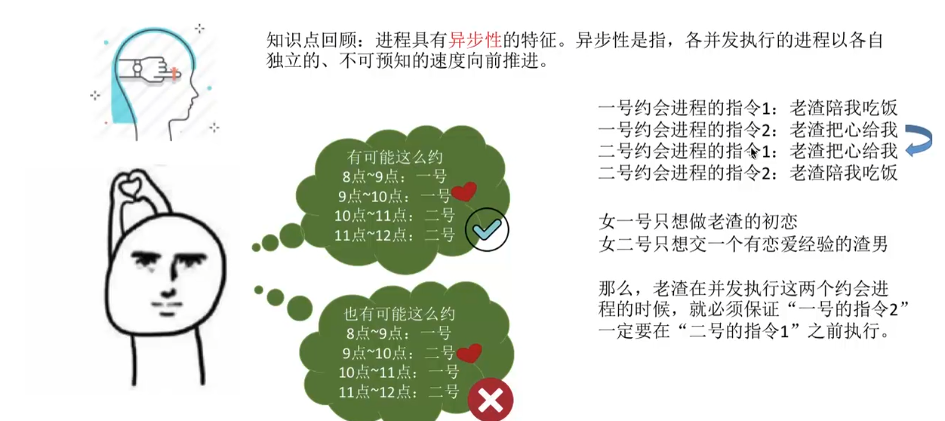 知识点回顾：进程具有异步性的特征。异步性是指，各并发执行的进程以各自
独立的、不可预知的速度向前推进。
一号约会进程的指令1：老渣陪我吃饭
一号约会进程的指令2：老渣把心给我
二号约会进程的指令1：老渣把心给我
二号约会进程的指令2：老渣陪我吃饭
有可能这么约
8点~9点：一号
9点~10点：一号
10点~11点：二号
11点~12点：二号
女一号只想做老渣的初恋
女二号只想交一个有恋爱经验的渣男
那么，老渣在并发执行这两个约会进
程的时候，就必须保证“一号的指令2”
一定要在“二号的指令1”之前执行。
也有可能这么约
8点~9点：一号
9点~10点：二号
10点~11点：一号
11点~12点：二号